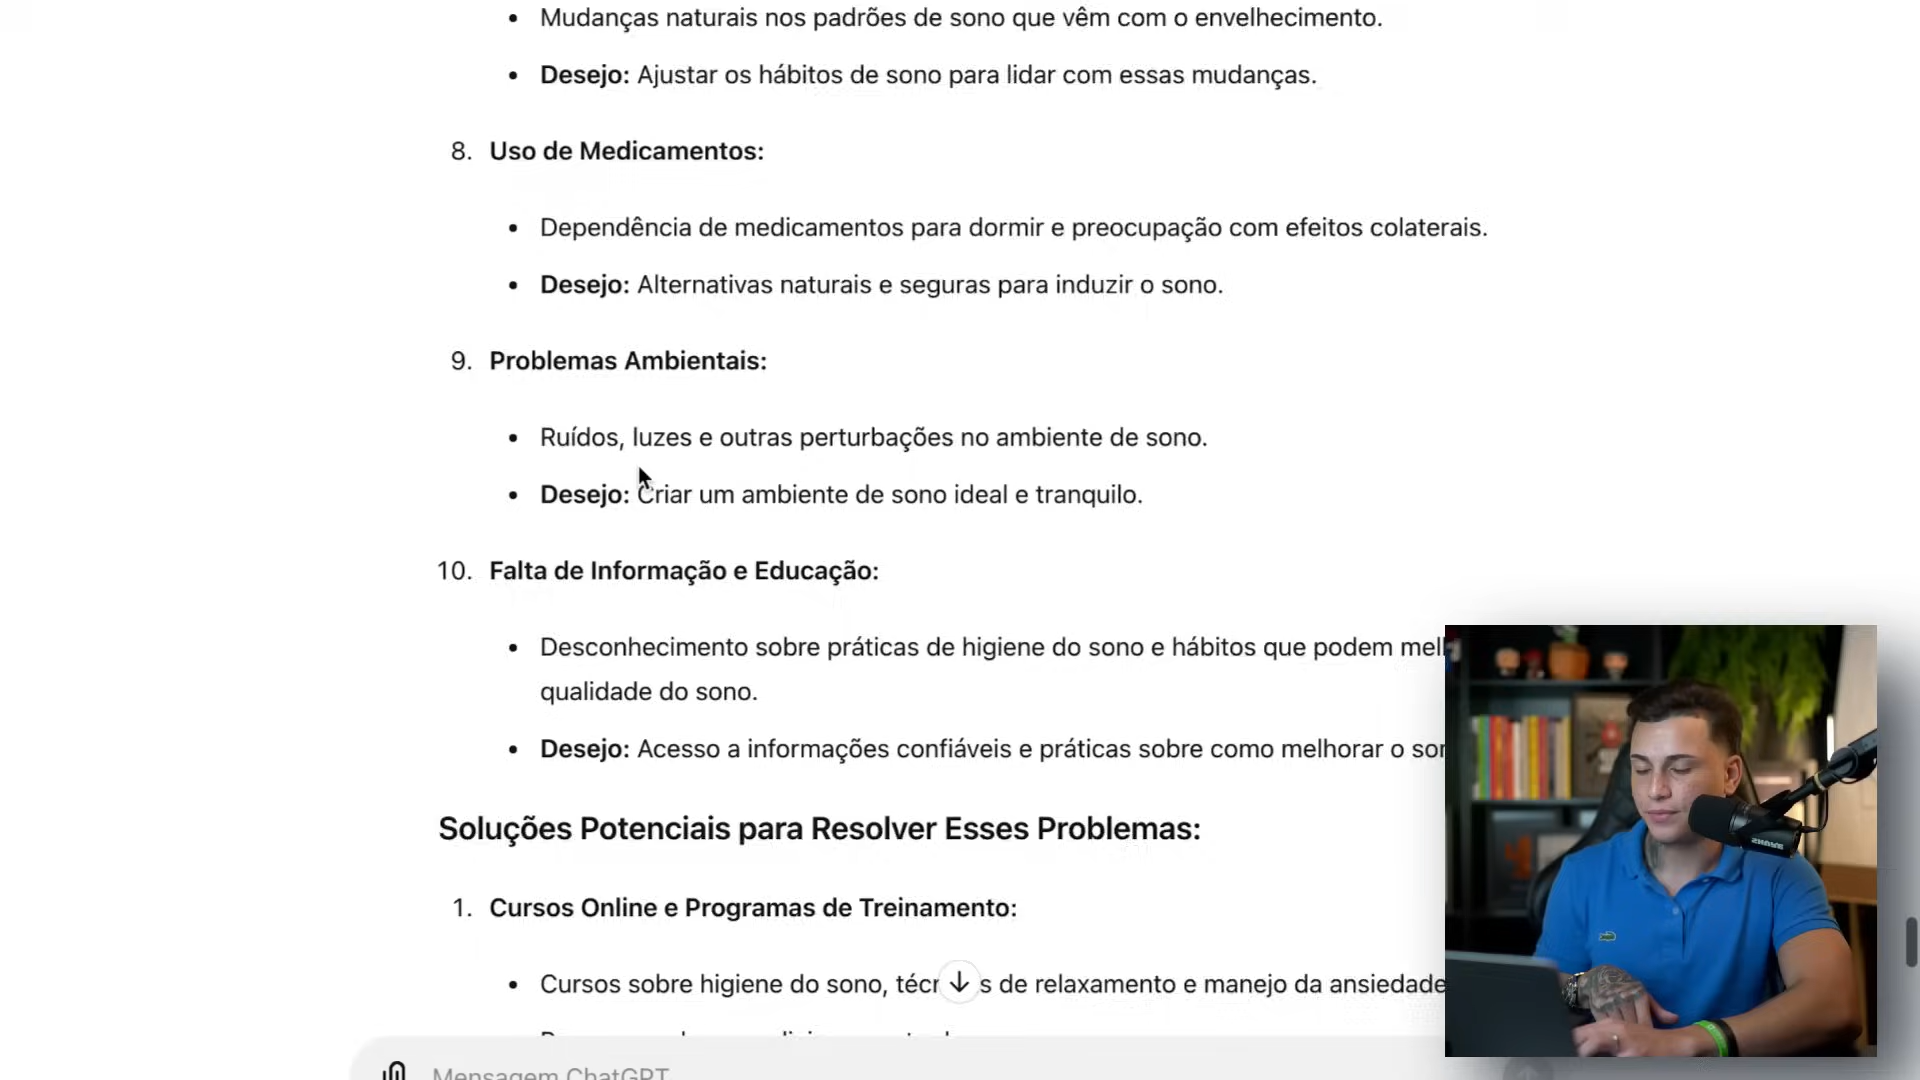 • Mudanças naturais nos padrões de sono que vêm com o envelhecimento.
• Desejo: Ajustar os hábitos de sono para lidar com essas mudanças.
8. Uso de Medicamentos:
• Dependência de medicamentos para dormir e preocupação com efeitos colaterais.
• Desejo: Alternativas naturais e seguras para induzir o sono.
9. Problemas Ambientais:
• Ruídos, luzes e outras perturbações no ambiente de sono.
• Desejo: Criar um ambiente de sono ideal e tranquilo.
10. Falta de Informação e Educação:
• Desconhecimento sobre práticas de higiene do sono e hábitos que podem
qualidade do sono.
• Desejo: Acesso a informações confiáveis e práticas sobre como melhorar o
Soluções Potenciais para Resolver Esses Problemas:
1. Cursos Online e Programas de Treinamento:
• Cursos sobre higiene do sono, de relaxamento e manejo da ansiedade
Mensagem ChatGPT